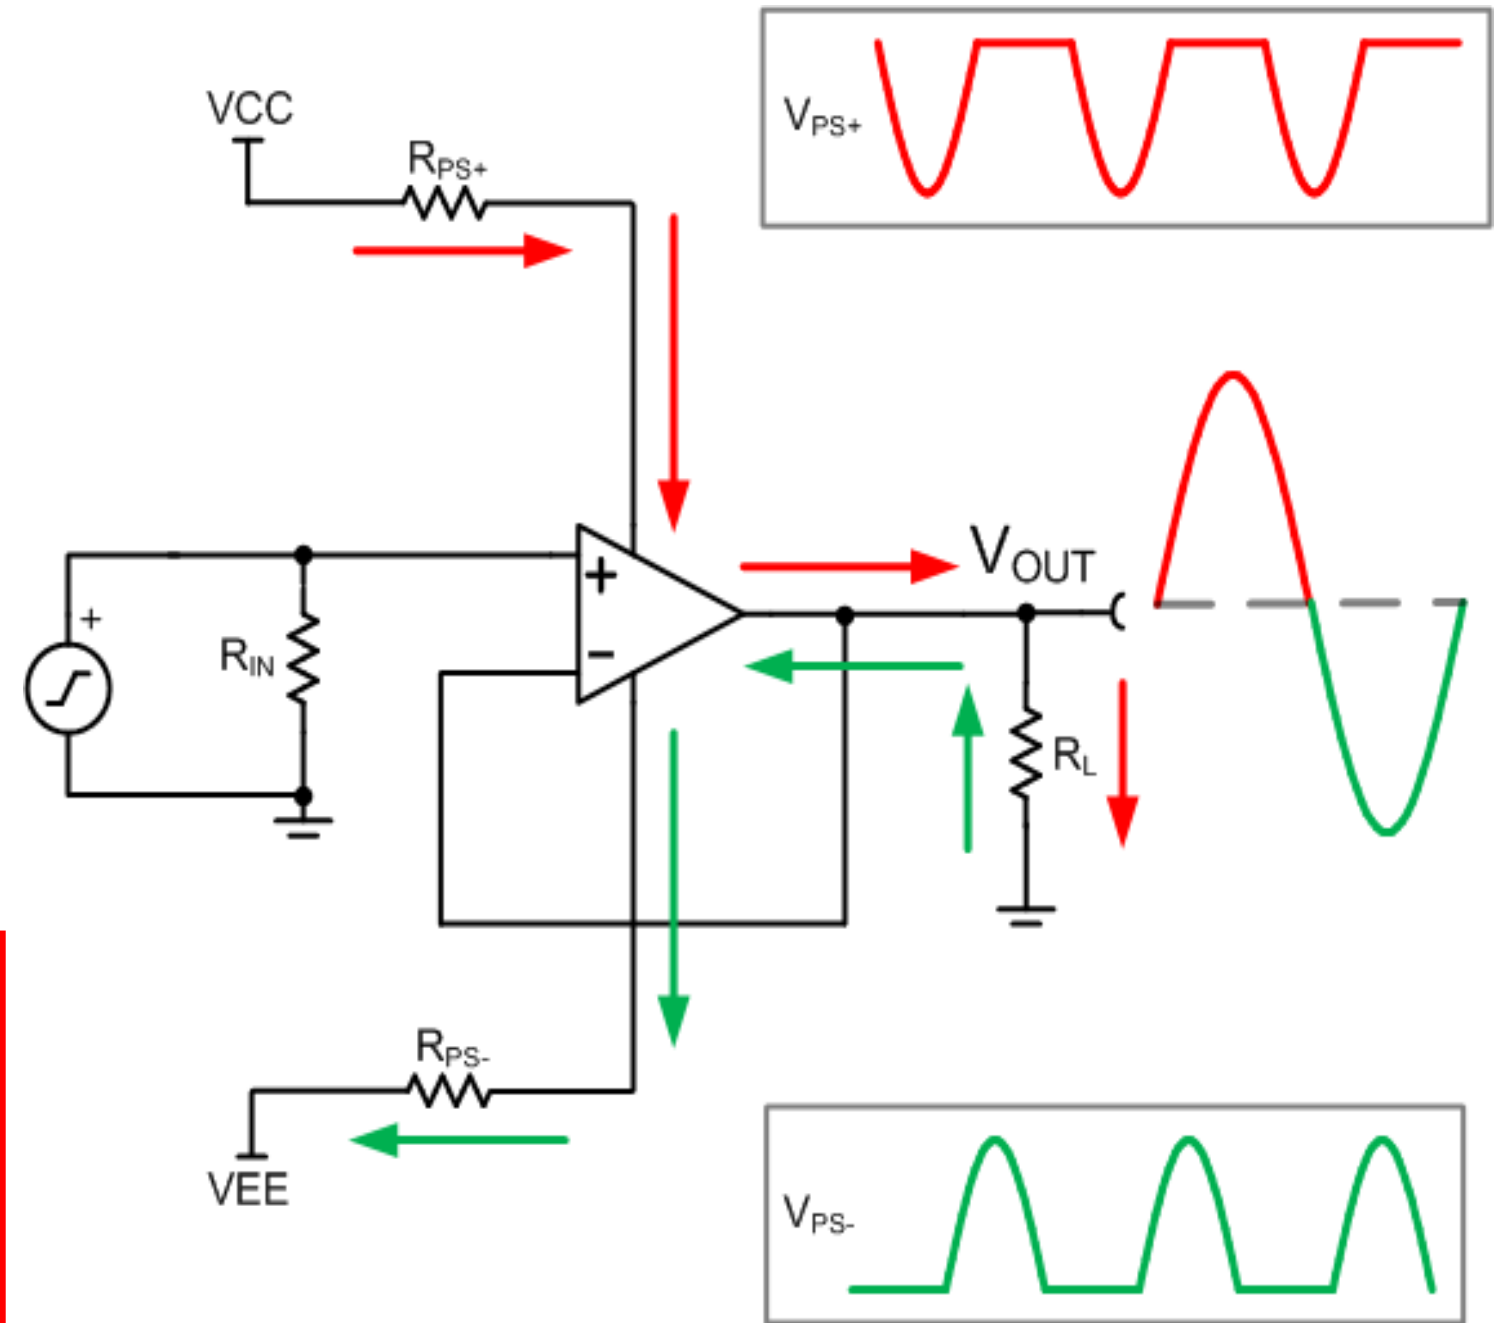 VCC
RPS+
VPS+
VOUT
+
+
−
RIN
RL
RPS-
VEE
VPS-